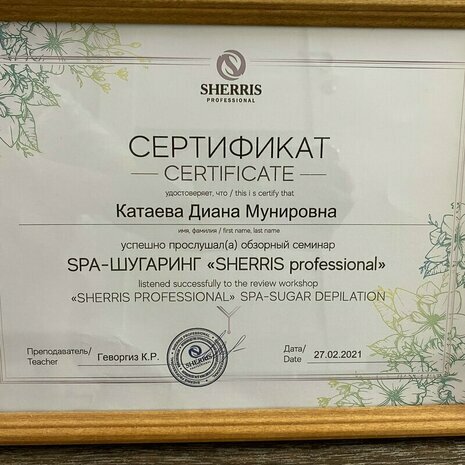 SHERRIS
PROFESSIONAL
СЕРТИФИКАТ
CERTIFICATE
удостоверяет, что / this i s certify that
Катаева Диана Мунировна
имя, фамилия / first name, last name
успешно прослушал(а) обзорный семинар
SPA-ШУГАРИНГ «SHERRIS professional»
listened successfully to the review workshop
«SHERRIS PROFESSIONAL» SPA-SUGAR DEPILATION
Преподаватель/ Геворгиз К.Р. Дата/ 27.02.2021
Teacher Date
SHERRIS